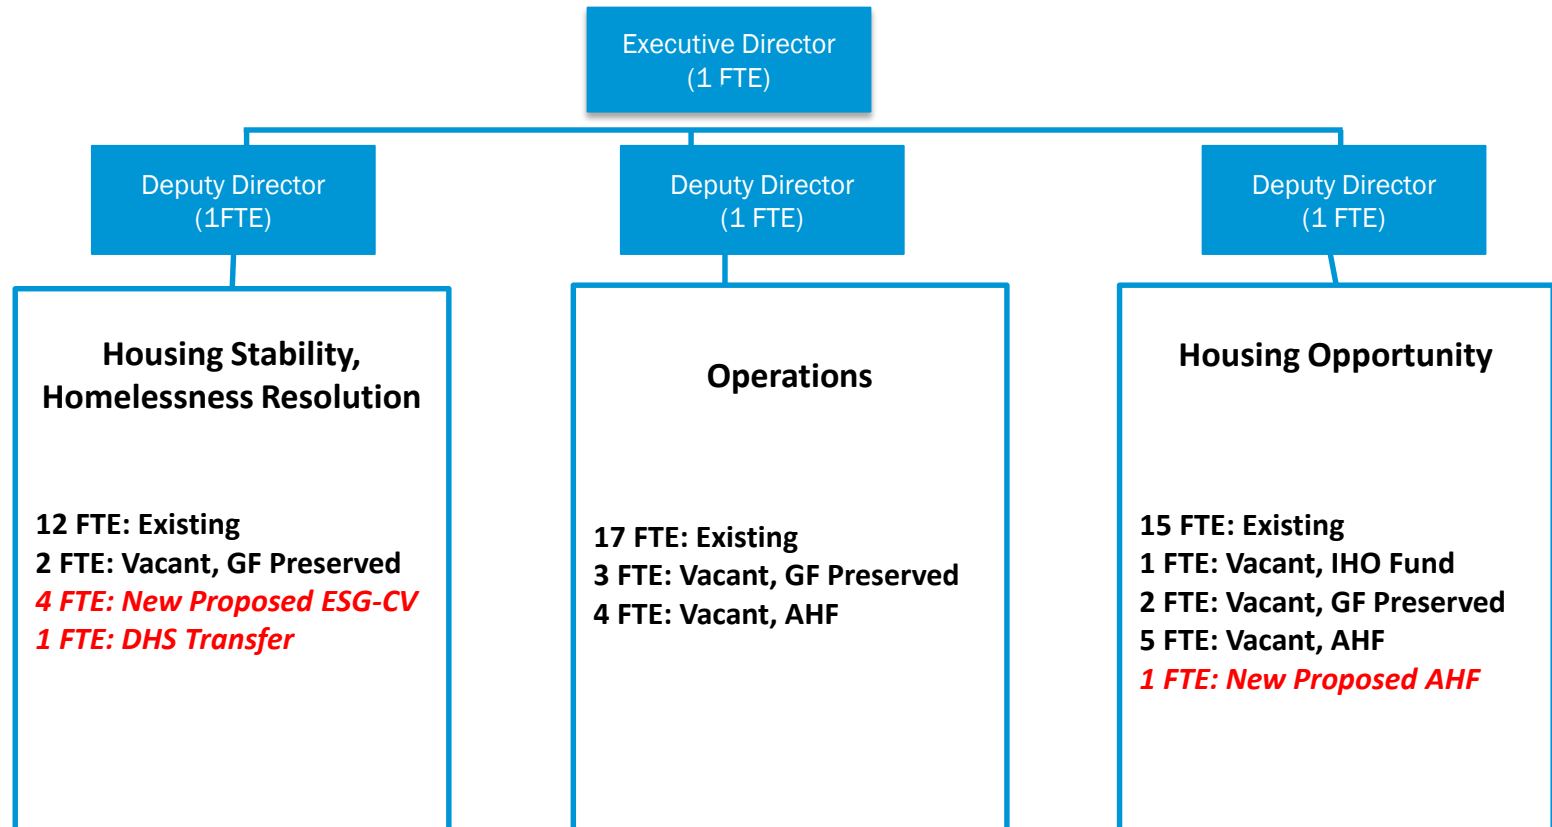 Executive Director
(1 FTE)
Deputy Director
(1FTE)
Deputy Director
(1 FTE)
Deputy Director
(1 FTE)
Housing Stability,
Homelessness Resolution
12 FTE: Existing
2 FTE: Vacant, GF Preserved
4 FTE: New Proposed ESG-CV
1 FTE: DHS Transfer
Operations
17 FTE: Existing
3 FTE: Vacant, GF Preserved
4 FTE: Vacant, AHF
Housing Opportunity
15 FTE: Existing
1 FTE: Vacant, IHO Fund
2 FTE: Vacant, GF Preserved
5 FTE: Vacant, AHF
1 FTE: New Proposed AHF